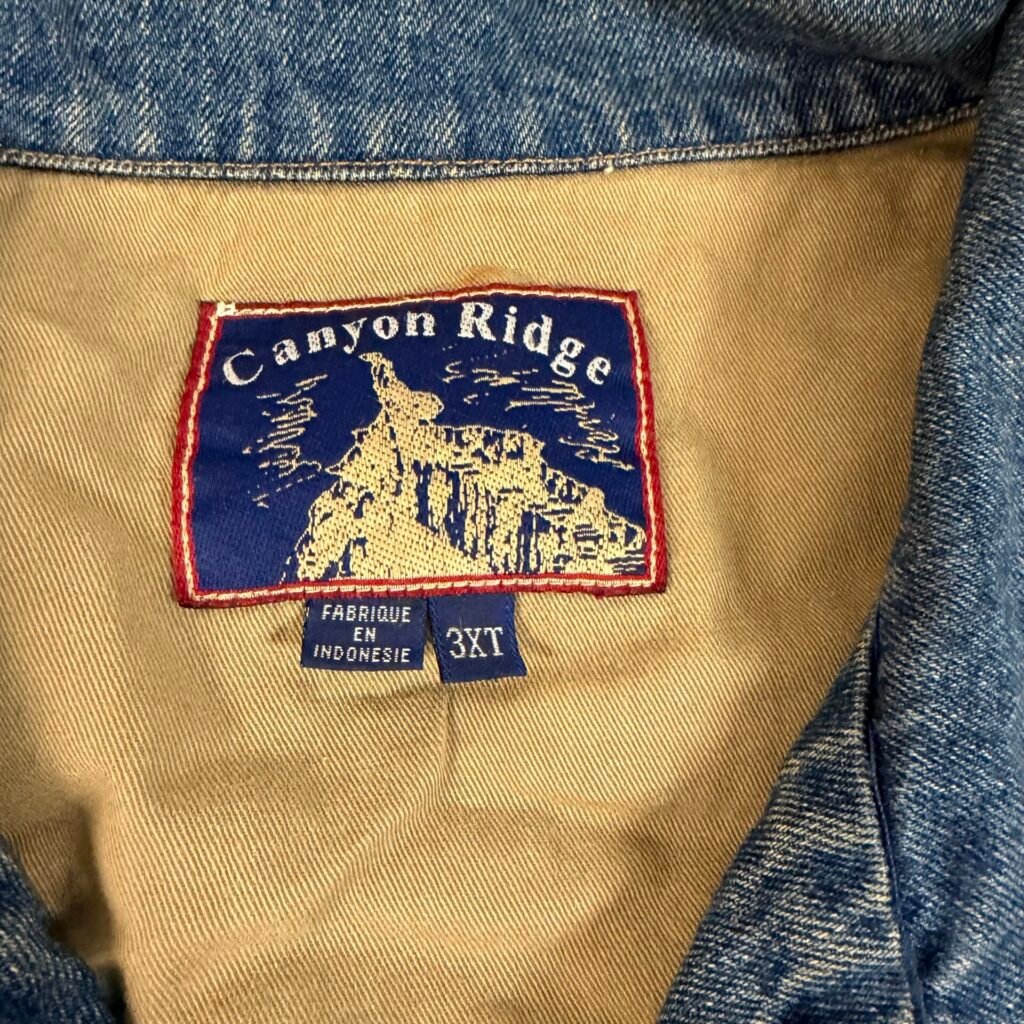 Canyon Ridge
FABRIQUE
EN
INDONESIE
3XT